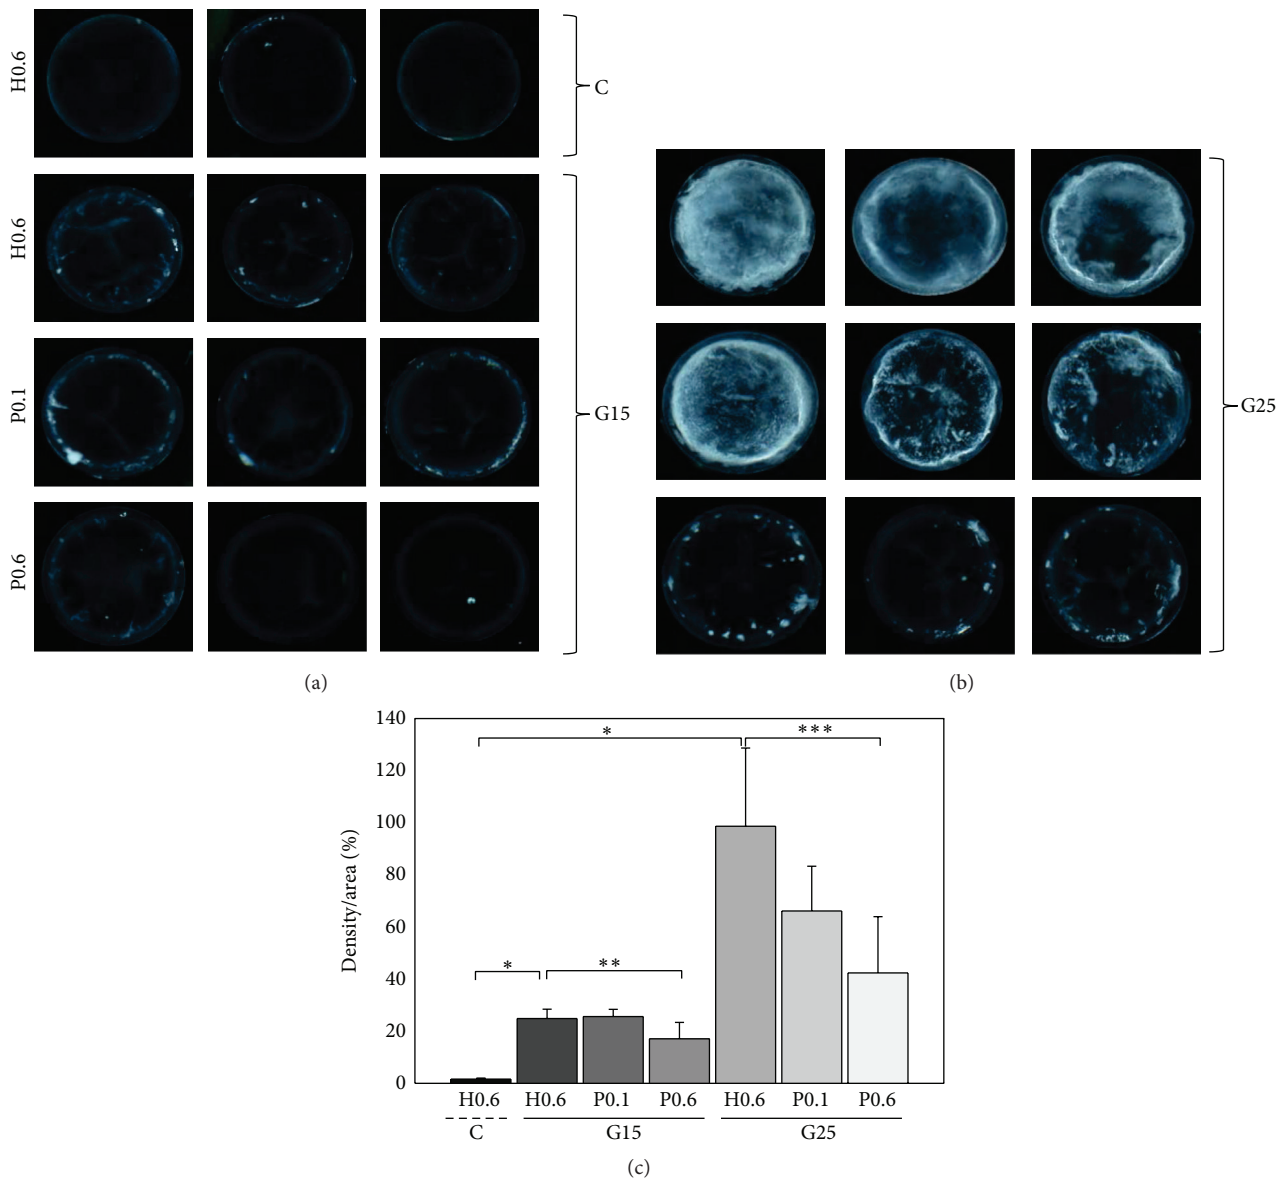 H0.6
C
H0.6
P0.1
G15
P0.6
(a)
G25
(b)
140
120
100
80
60
40
20
0
Density/area (%)
*
***
*
**
H0.6 H0.6 P0.1 P0.6 H0.6 P0.1 P0.6
C G15 G25
(c)